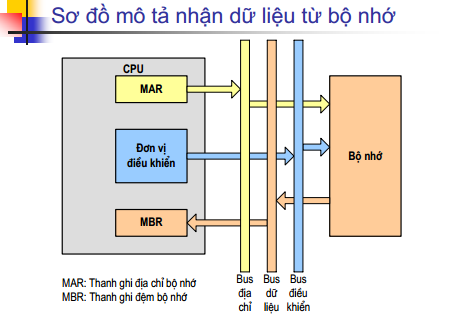 Sơ đồ mô tả nhận dữ liệu từ bộ nhớ
CPU
MAR
Đơn vị
điều khiển
MBR
Bộ nhớ
Bus
địa
chỉ
Bus
dữ
liệu
Bus
điều
khiển
MAR: Thanh ghi địa chỉ bộ nhớ
MBR: Thanh ghi đệm bộ nhớ